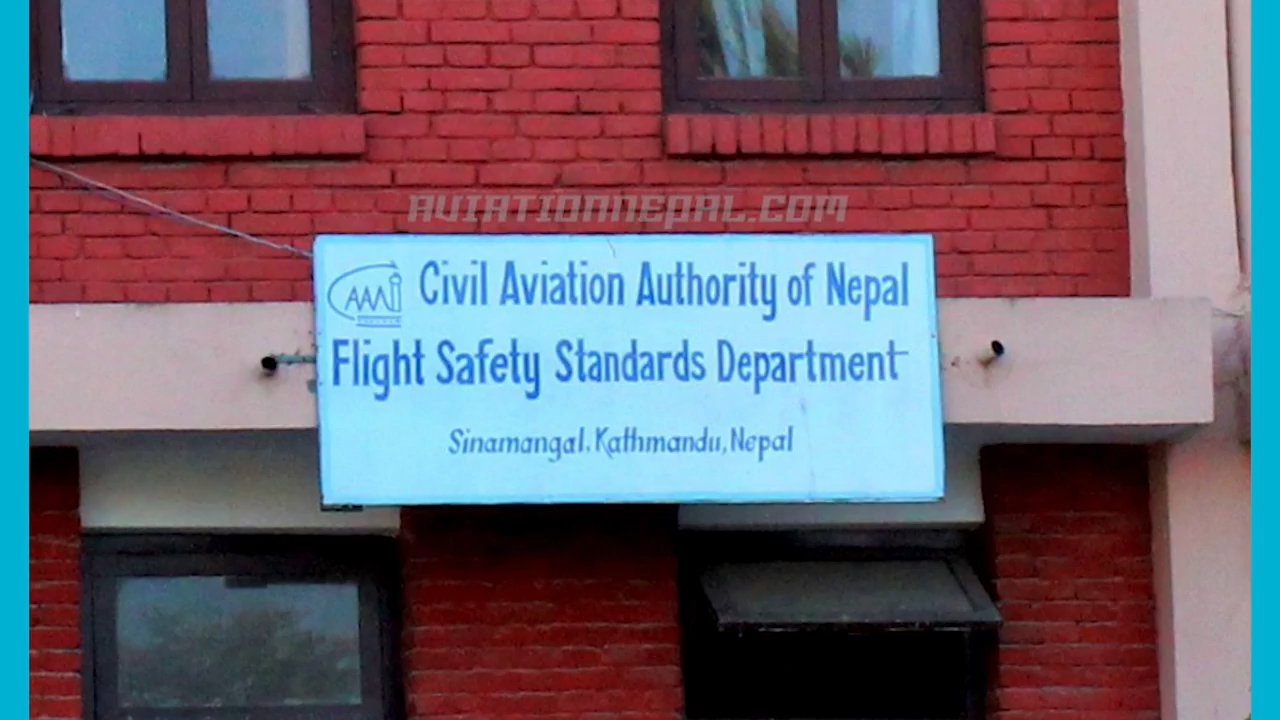 AVIATIONNEPAL.COM
Civil Aviation Authority of Nepal
Flight Safety Standards Department
Sinamangal. Kathmandu, Nepal